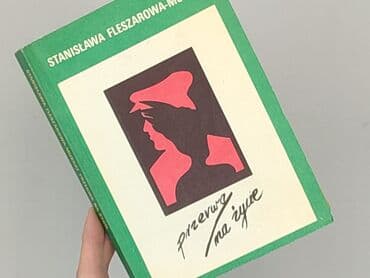 STANISŁAWA FLESZAROWA-MU
przerwa
na życie